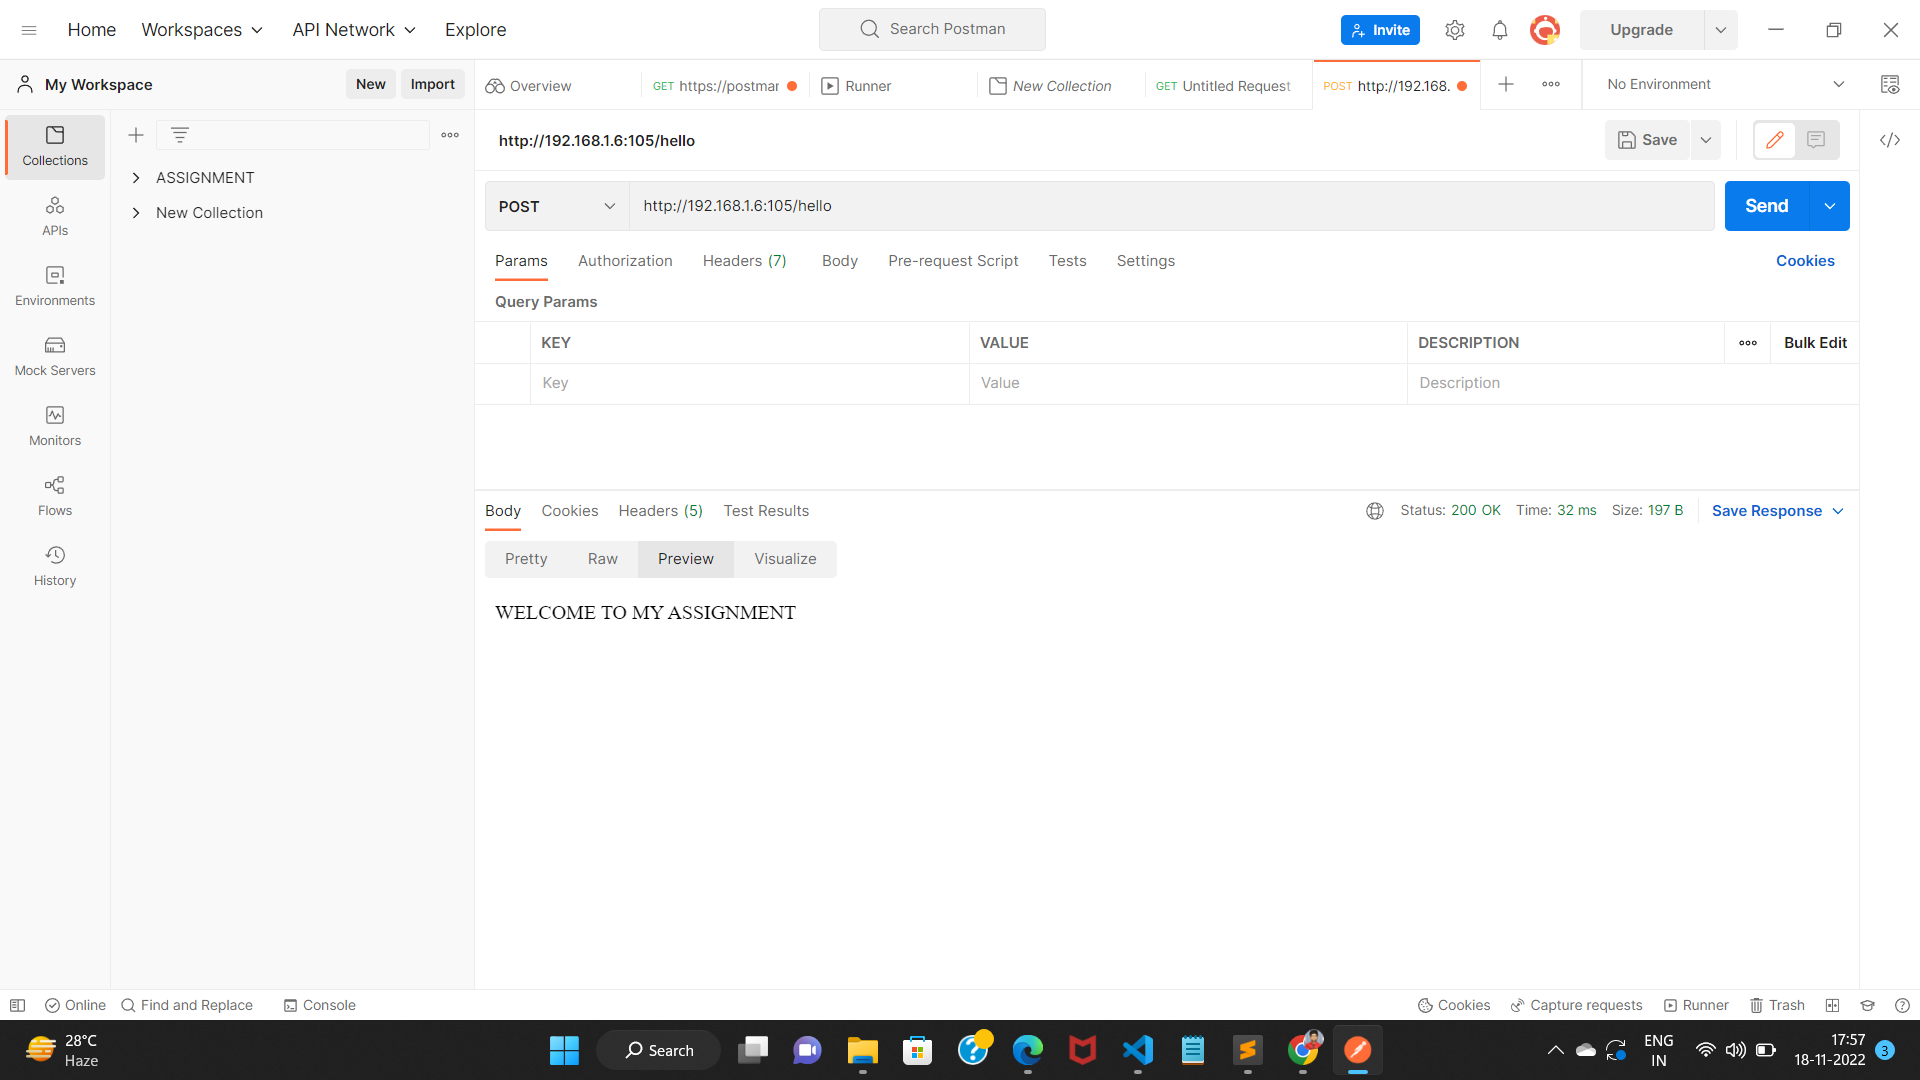 Home Workspaces API Network Explore Search Postman Invite Upgrade
My Workspace New Import Overview GET https://postmar Runner New Collection GET Untitled Request POST http://192.168. No Environment
Collections
APIs
Environments
Mock Servers
Monitors
Flows
History
ASSIGNMENT
New Collection
http://192.168.1.6:105/hello Save
POST http://192.168.1.6:105/hello Send
Params Authorization Headers (7) Body Pre-request Script Tests Settings Cookies
Query Params
KEY VALUE DESCRIPTION Bulk Edit
Key Value Description
Body Cookies Headers (5) Test Results Status: 200 OK Time: 32 ms Size: 197 B Save Response
Pretty Raw Preview Visualize
WELCOME TO MY ASSIGNMENT
Online Find and Replace Console Cookies Capture requests Runner Trash
28°C
Haze
Search
ENG
IN
17:57
18-11-2022
3